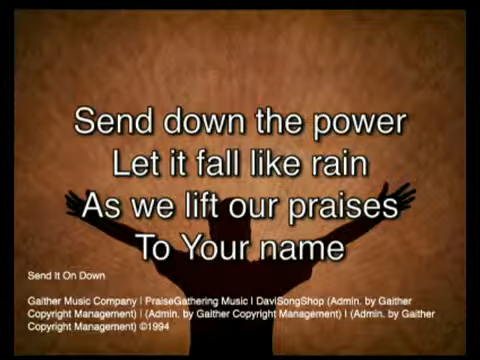 Send down the power
Let it fall like rain
As we lift our praises
To Your name
Send It On Down
Gaither Music Company | PraiseGathering Music | DaviSongShop (Admin. by Gaither
Copyright Management) | (Admin. by Gaither Copyright Management) | (Admin. by Gaither
Copyright Management) ©1994